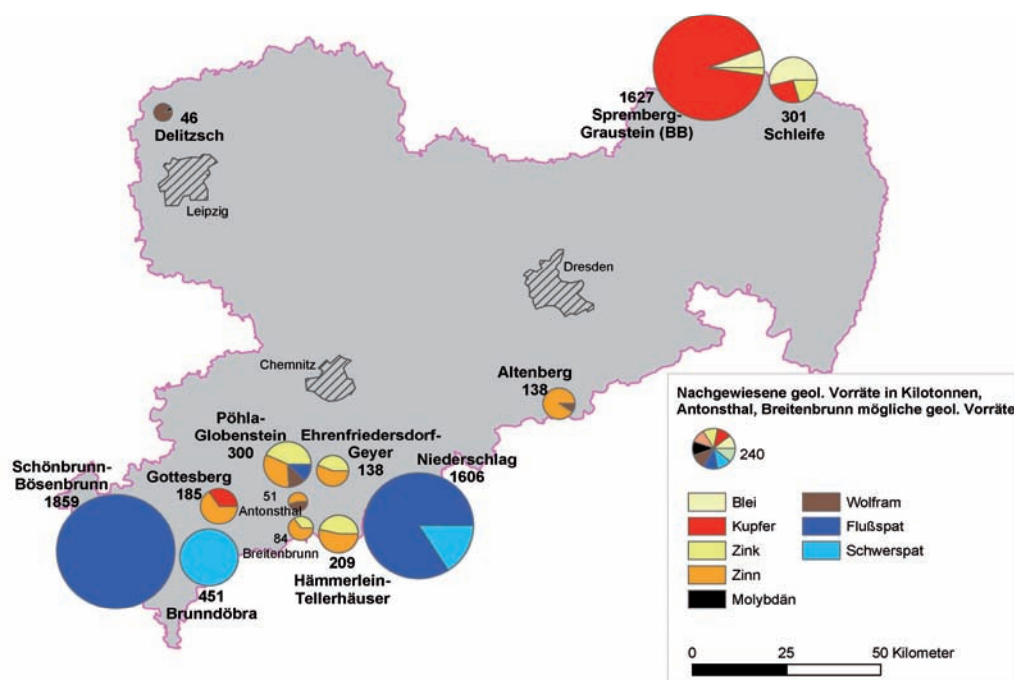 1627
Spremberg-
Graustein (BB)
301
Schleife
46
Delitzsch
Leipzig
Dresden
Chemnitz
Altenberg
138
Pöhla-
Globenstein
300
Ehrenfriedersdorf-
Geyer
138
Niederschlag
1606
Schönbrunn-
Bösenbrunn
1859
Gottesberg
185
51
Antonsthal
84
Breitenbrunn
209
Hämmerlein-
Tellerhäuser
451
Brunndöbra
Nachgewiesene geol. Vorräte in Kilotonnen,
Antonsthal, Breitenbrunn mögliche geol. Vorräte
240
Blei
Kupfer
Zink
Zinn
Molybdän
Wolfram
Flußspat
Schwerspat
0 25 50 Kilometer